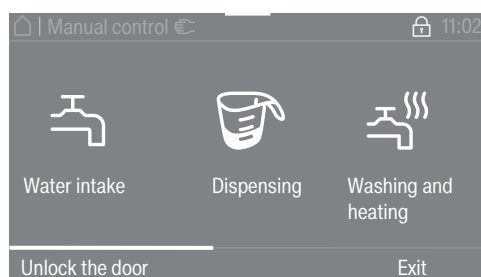 | Manual control
11:02
Water intake
Dispensing
Washing and
heating
Unlock the door
Exit